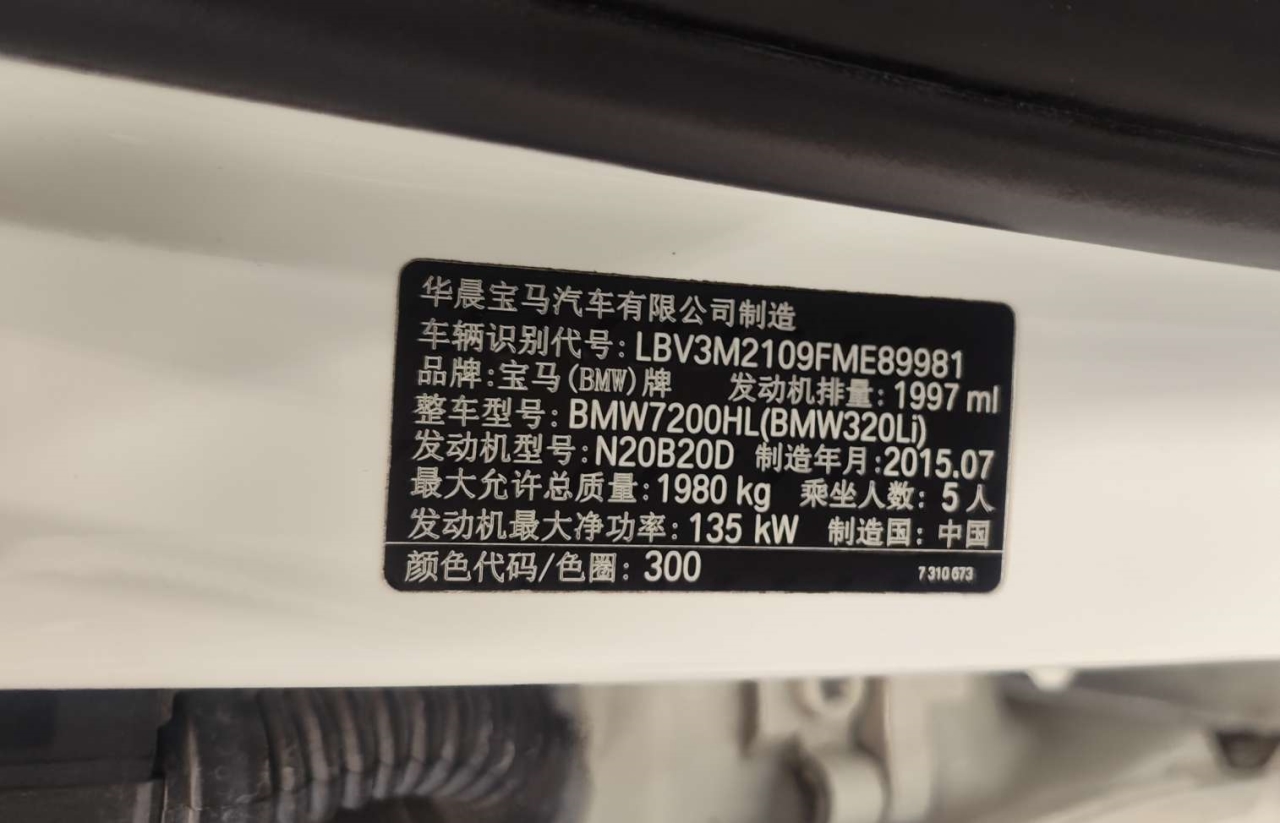 华晨宝马汽车有限公司制造
车辆识别代号: LBV3M2109FME89981
品牌: 宝马(BMW)牌 发动机排量: 1997 ml
整车型号: BMW7200HL(BMW320Li)
发动机型号: N20B20D 制造年月: 2015.07
最大允许总质量: 1980 kg 乘坐人数: 5 人
发动机最大净功率: 135 kW 制造国: 中国
颜色代码/色圈: 300 7 310 673